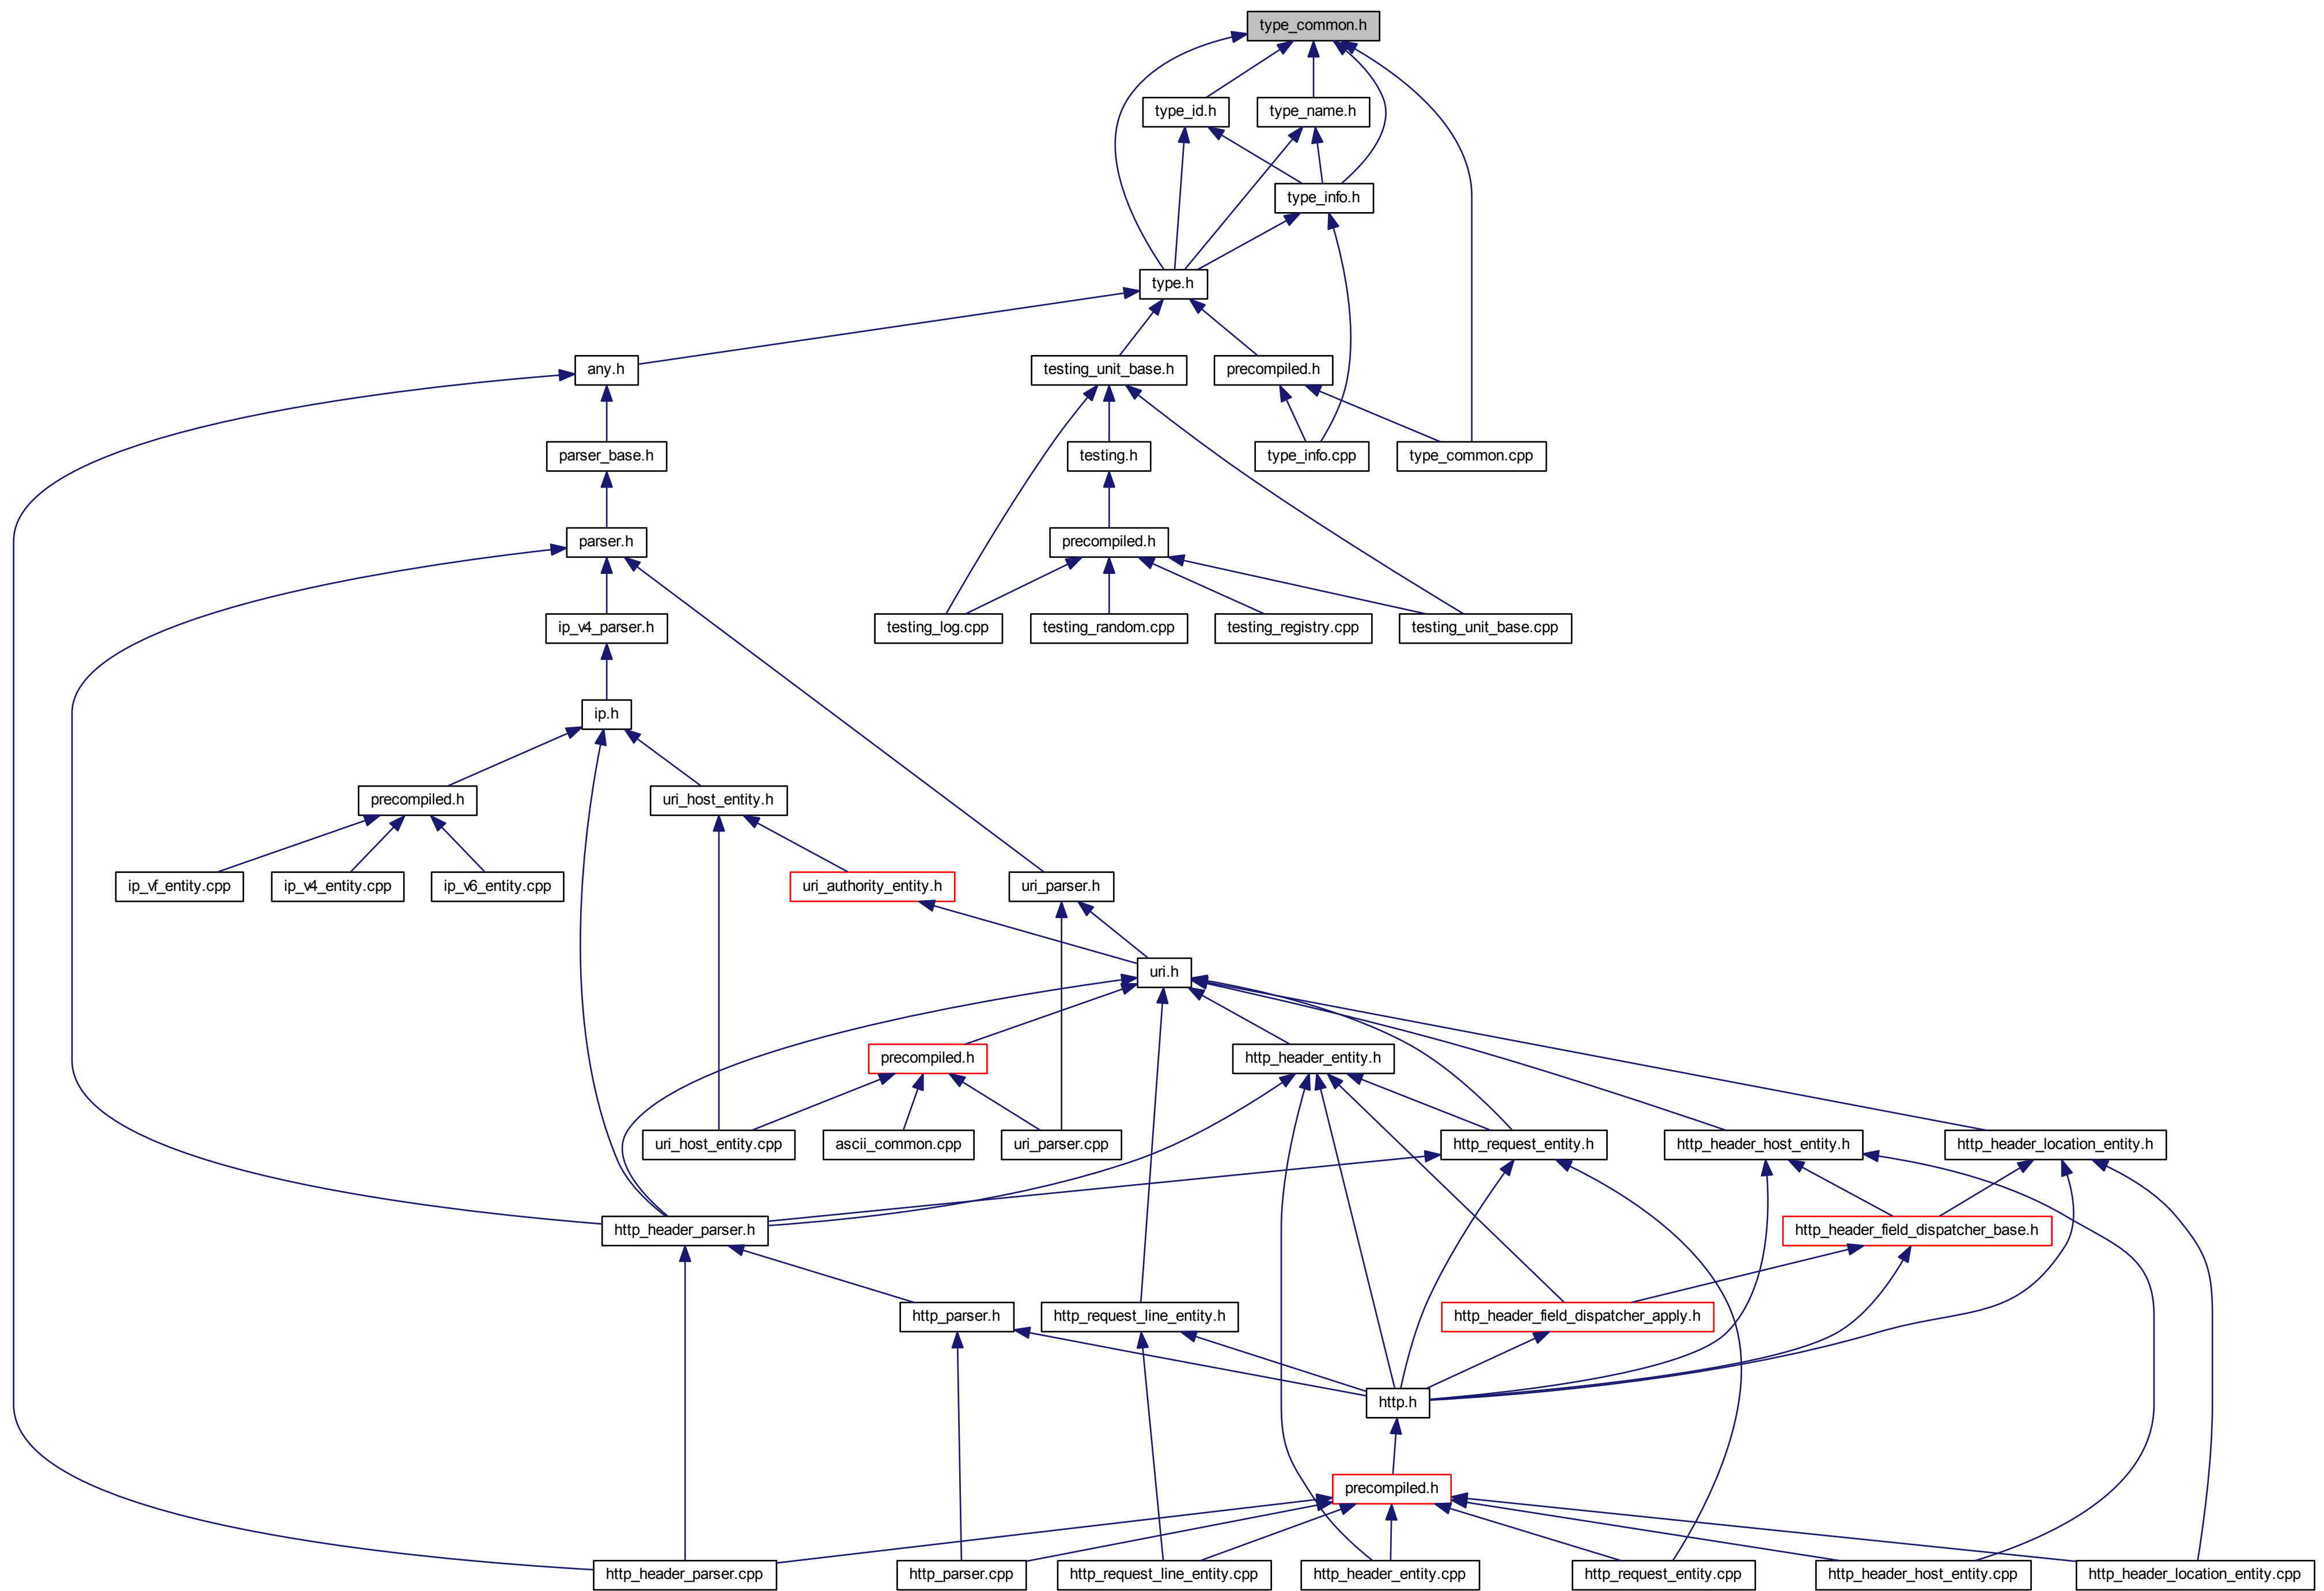 type_common.h
type_id.h
type_name.h
type_info.h
type.h
any.h
testing_unit_base.h
precompiled.h
parser_base.h
testing.h
type_info.cpp
type_common.cpp
parser.h
precompiled.h
ip_v4_parser.h
testing_log.cpp
testing_random.cpp
testing_registry.cpp
testing_unit_base.cpp
ip.h
precompiled.h
uri_host_entity.h
ip_vf_entity.cpp
ip_v4_entity.cpp
ip_v6_entity.cpp
uri_authority_entity.h
uri_parser.h
uri.h
precompiled.h
http_header_entity.h
uri_host_entity.cpp
ascii_common.cpp
uri_parser.cpp
http_request_entity.h
http_header_host_entity.h
http_header_location_entity.h
http_header_parser.h
http_header_field_dispatcher_base.h
http_parser.h
http_request_line_entity.h
http_header_field_dispatcher_apply.h
http.h
precompiled.h
http_header_parser.cpp
http_parser.cpp
http_request_line_entity.cpp
http_header_entity.cpp
http_request_entity.cpp
http_header_host_entity.cpp
http_header_location_entity.cpp